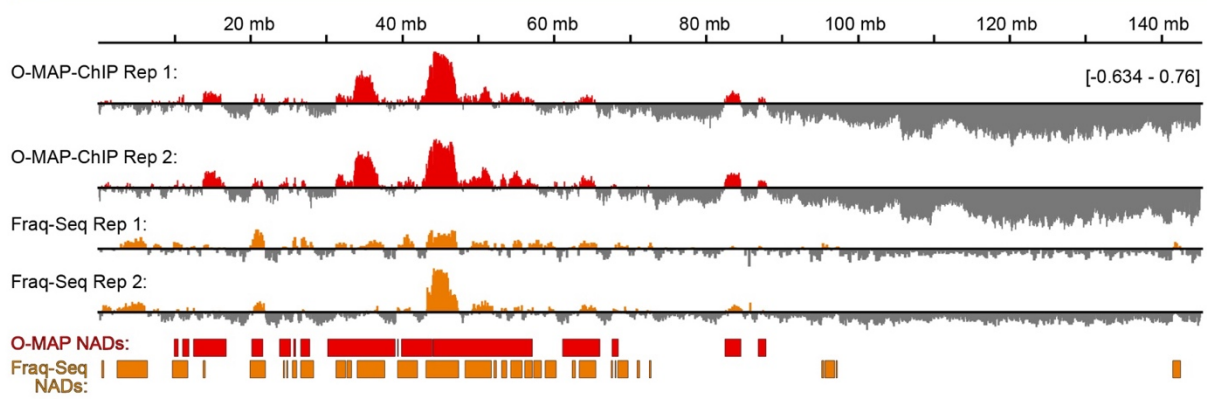 20 mb 40 mb 60 mb 80 mb 100 mb 120 mb 140 mb
O-MAP-ChIP Rep 1: [-0.634 - 0.76]
O-MAP-ChIP Rep 2:
Fraq-Seq Rep 1:
Fraq-Seq Rep 2:
O-MAP NADs:
Fraq-Seq
NADs: